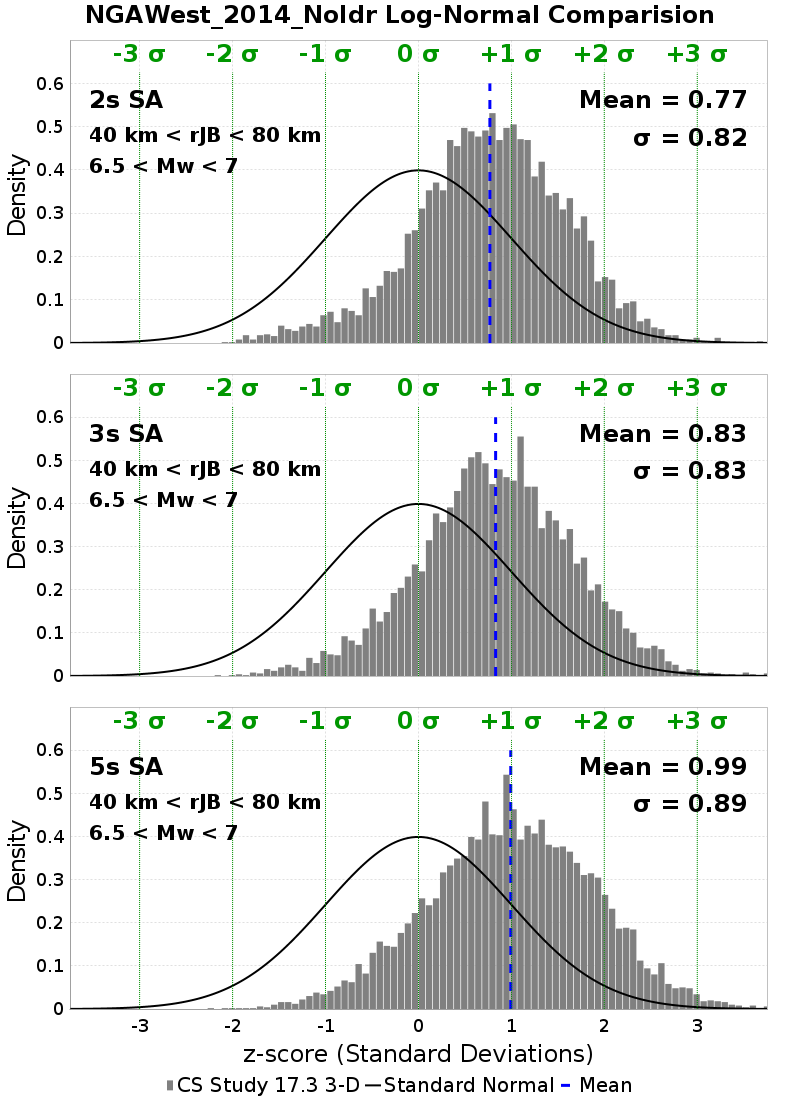 NGAWest_2014_NoIdr Log-Normal Comparision
-3 σ -2 σ -1 σ 0 σ +1 σ +2 σ +3 σ
0.6
2s SA Mean = 0.77
0.5
40 km < rJB < 80 km σ = 0.82
6.5 < Mw < 7
0.4
Density
0.3
0.2
0.1
0
-3 σ -2 σ -1 σ 0 σ +1 σ +2 σ +3 σ
0.6
3s SA Mean = 0.83
0.5
40 km < rJB < 80 km σ = 0.83
6.5 < Mw < 7
0.4
Density
0.3
0.2
0.1
0
-3 σ -2 σ -1 σ 0 σ +1 σ +2 σ +3 σ
0.6
5s SA Mean = 0.99
0.5
40 km < rJB < 80 km σ = 0.89
6.5 < Mw < 7
0.4
Density
0.3
0.2
0.1
0
-3 -2 -1 0 1 2 3
z-score (Standard Deviations)
CS Study 17.3 3-D Standard Normal Mean